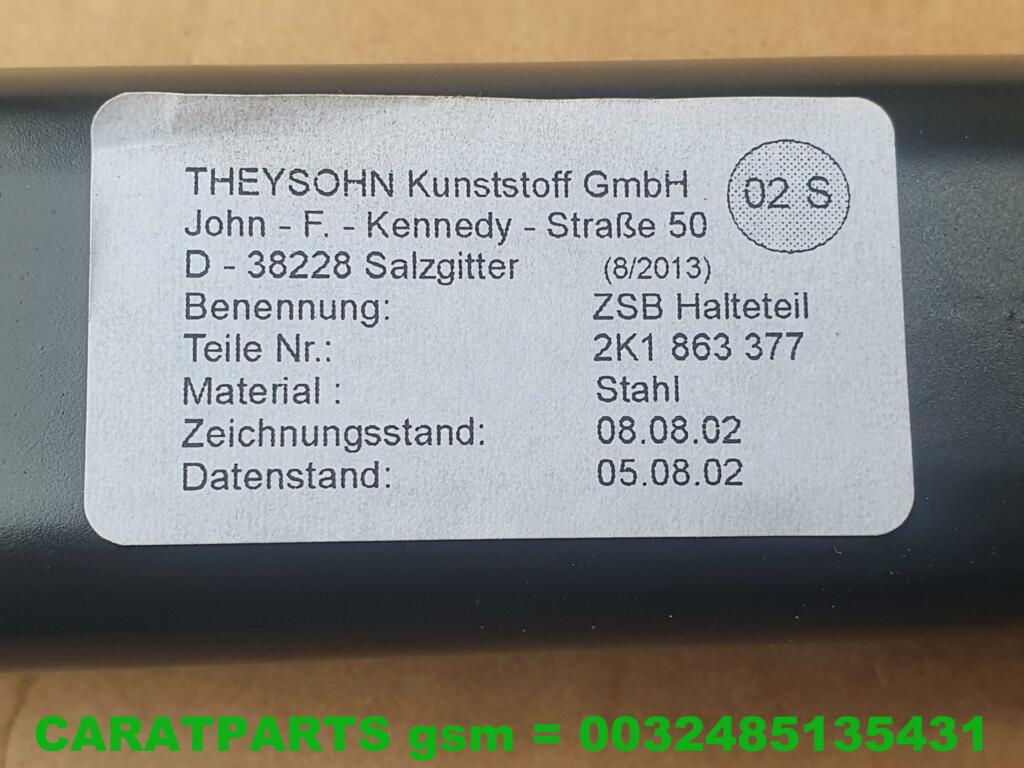 THEYSOHN Kunststoff GmbH
02 S
John - F. - Kennedy - Straße 50
D - 38228 Salzgitter (8/2013)
Benennung: ZSB Halteteil
Teile Nr.: 2K1 863 377
Material : Stahl
Zeichnungsstand: 08.08.02
Datenstand: 05.08.02
CARATPARTS gsm = 0032485135431